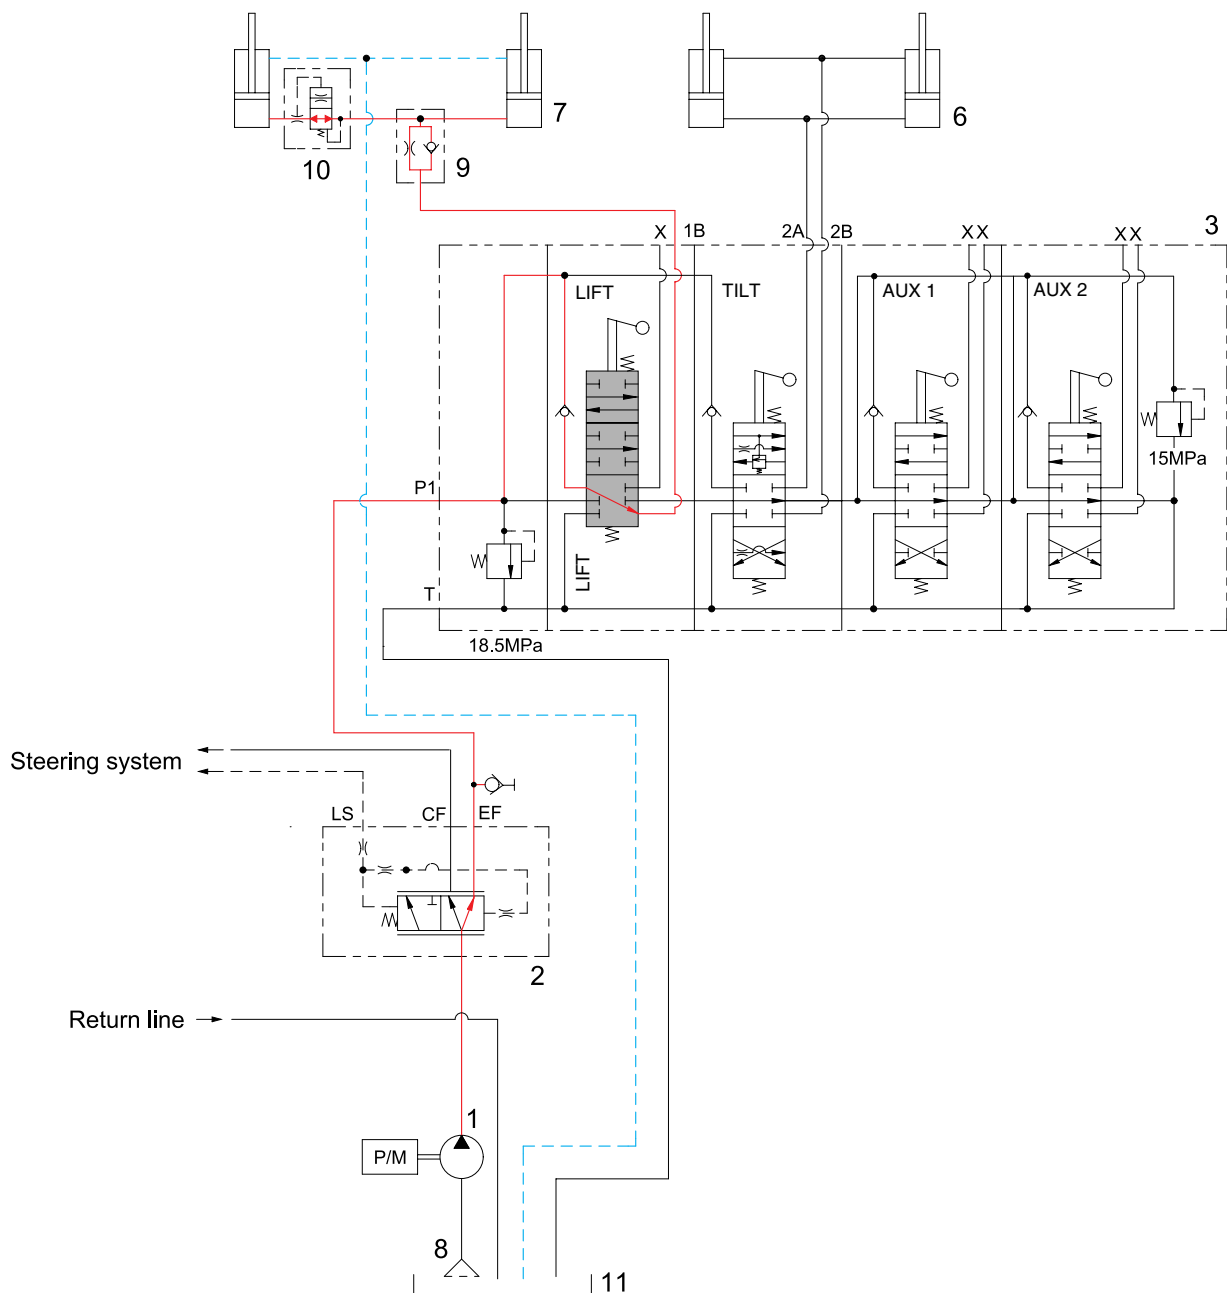 7
6
10
9
X
1B
2A
2B
XX
XX
3
LIFT
TILT
AUX 1
AUX 2
15MPa
P1
LIFT
T
18.5MPa
Steering system
LS
CF
EF
2
Return line
1
P/M
8
11